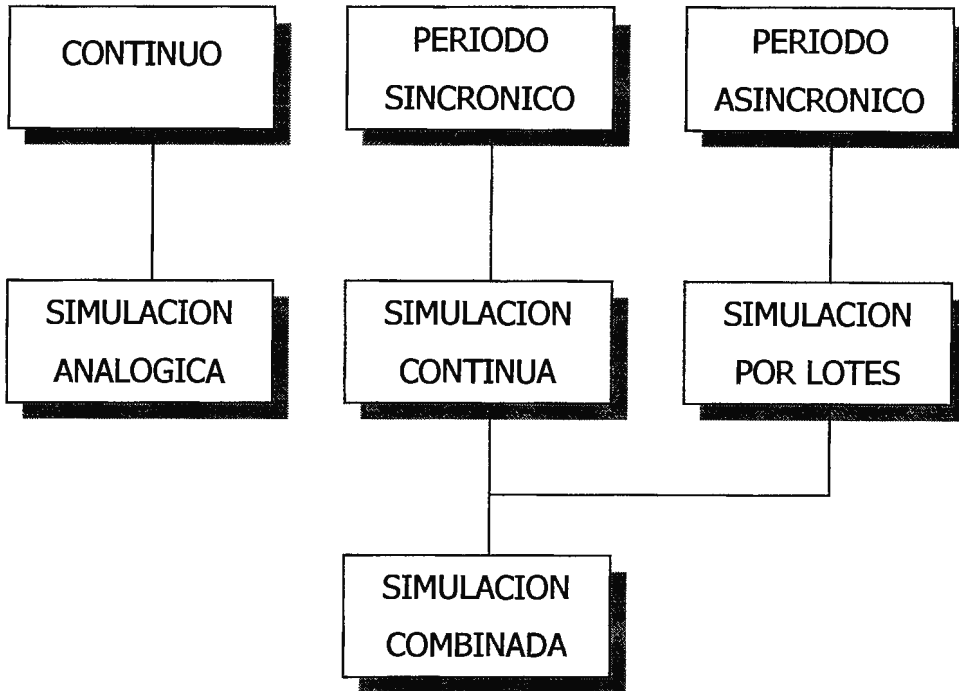 CONTINUO
PERIODO
SINCRONICO
PERIODO
ASINCRONICO
SIMULACION
ANALOGICA
SIMULACION
CONTINUA
SIMULACION
POR LOTES
SIMULACION
COMBINADA